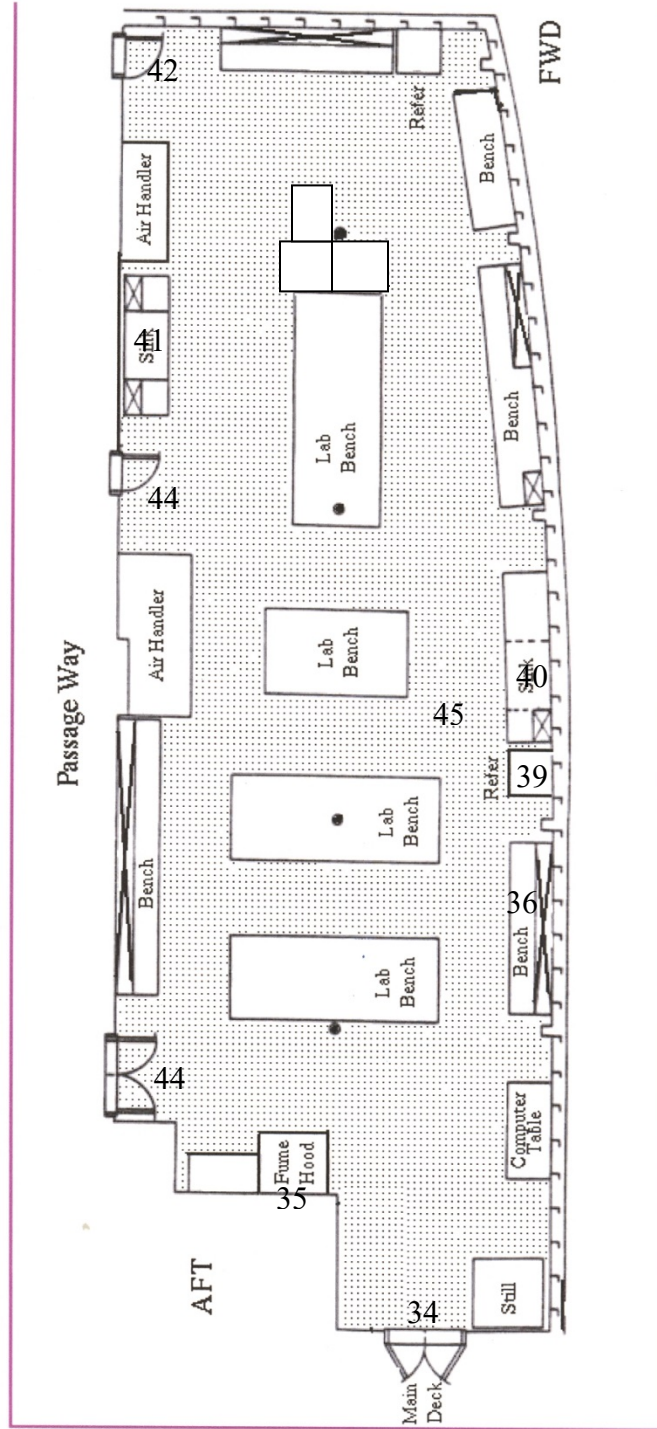 FWD
42
Refer
Bench
Air Handler
41
Sink
Lab
Bench
Bench
44
Passage Way
Air Handler
Lab
Bench
40
Sink
45
39
Refer
Bench
Lab
Bench
36
Bench
Lab
Bench
44
Computer
Table
Fume
Hood
35
AFT
34
Still
Main
Deck